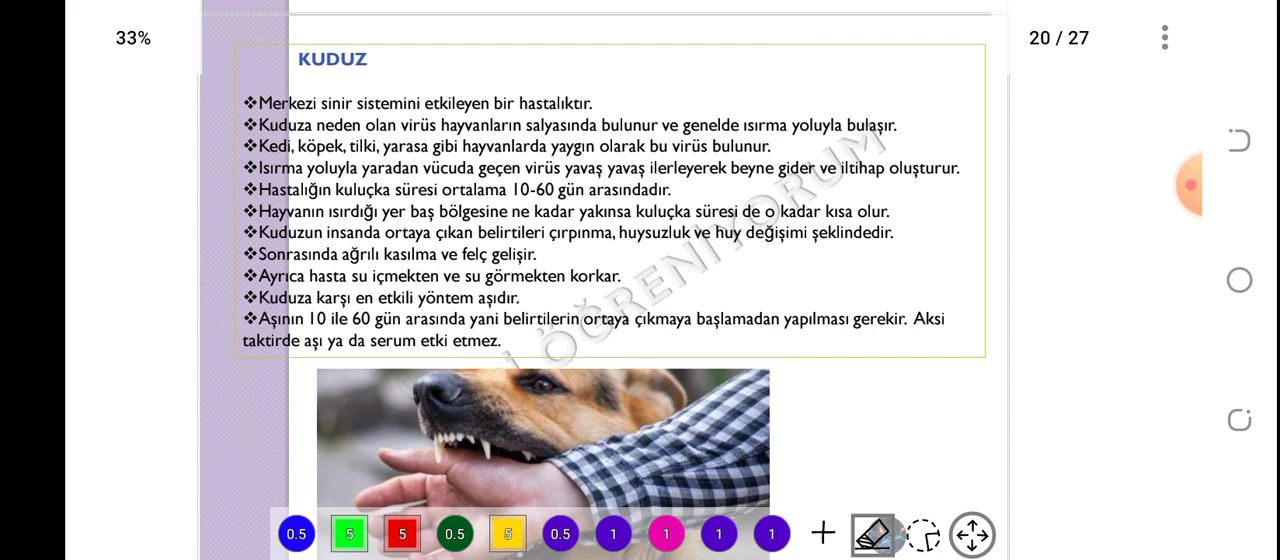 33%
20 / 27
KUDUZ
❖Merkezi sinir sistemini etkileyen bir hastalıktır.
❖Kuduza neden olan virüs hayvanların salyasında bulunur ve genelde ısırma yoluyla bulaşır.
❖Kedi, köpek, tilki, yarasa gibi hayvanlarda yaygın olarak bu virüs bulunur.
❖Isırma yoluyla yaradan vücuda geçen virüs yavaş yavaş ilerleyerek beyne gider ve iltihap oluşturur.
❖Hastalığın kuluçka süresi ortalama 10-60 gün arasındadır.
❖Hayvanın ısırdığı yer baş bölgesine ne kadar yakınsa kuluçka süresi de o kadar kısa olur.
❖Kuduzun insanda ortaya çıkan belirtileri çırpınma, huysuzluk ve huy değişimi şeklindedir.
❖Sonrasında ağrılı kasılma ve felç gelişir.
❖Ayrıca hasta su içmekten ve su görmekten korkar.
❖Kuduza karşı en etkili yöntem aşıdır.
❖Aşının 10 ile 60 gün arasında yani belirtilerin ortaya çıkmaya başlamadan yapılması gerekir. Aksi
taktirde aşı ya da serum etki etmez.
ÖĞRENİYORUM
0.5 5 5 0.5 5 0.5 1 1 1 1